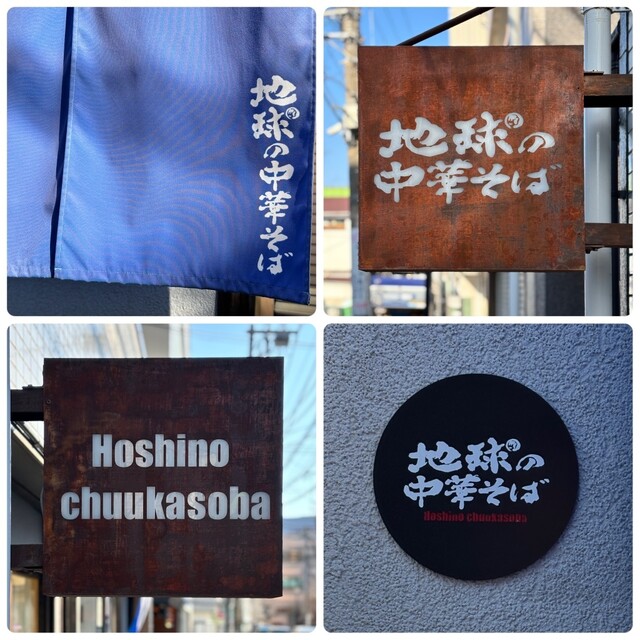 地球の中華そば
地球の
中華そば
Hoshino
chuukasoba
地球の
中華そば
Hoshino chuukasoba